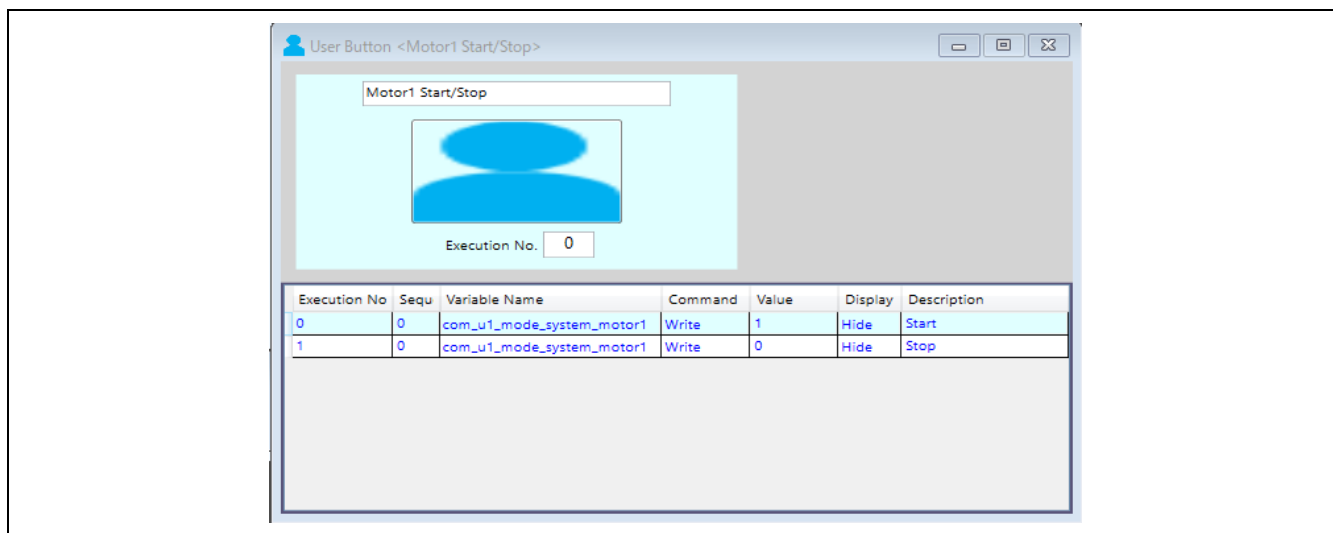 User Button <Motor1 Start/Stop>
Motor1 Start/Stop
Execution No. 0
Execution No Sequ Variable Name Command Value Display Description
0 0 com_u1_mode_system_motor1 Write 1 Hide Start
1 0 com_u1_mode_system_motor1 Write 0 Hide Stop